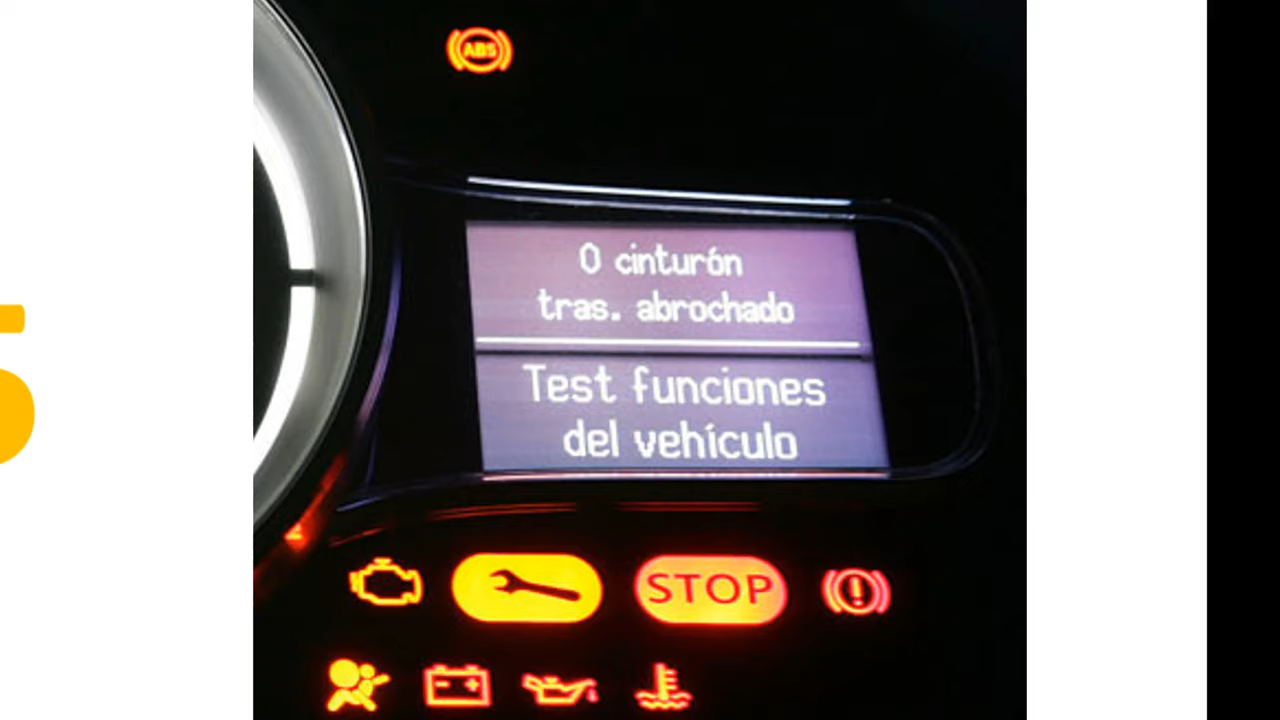 ABS
0 cinturón
tras. abrochado
Test funciones
del vehículo
STOP